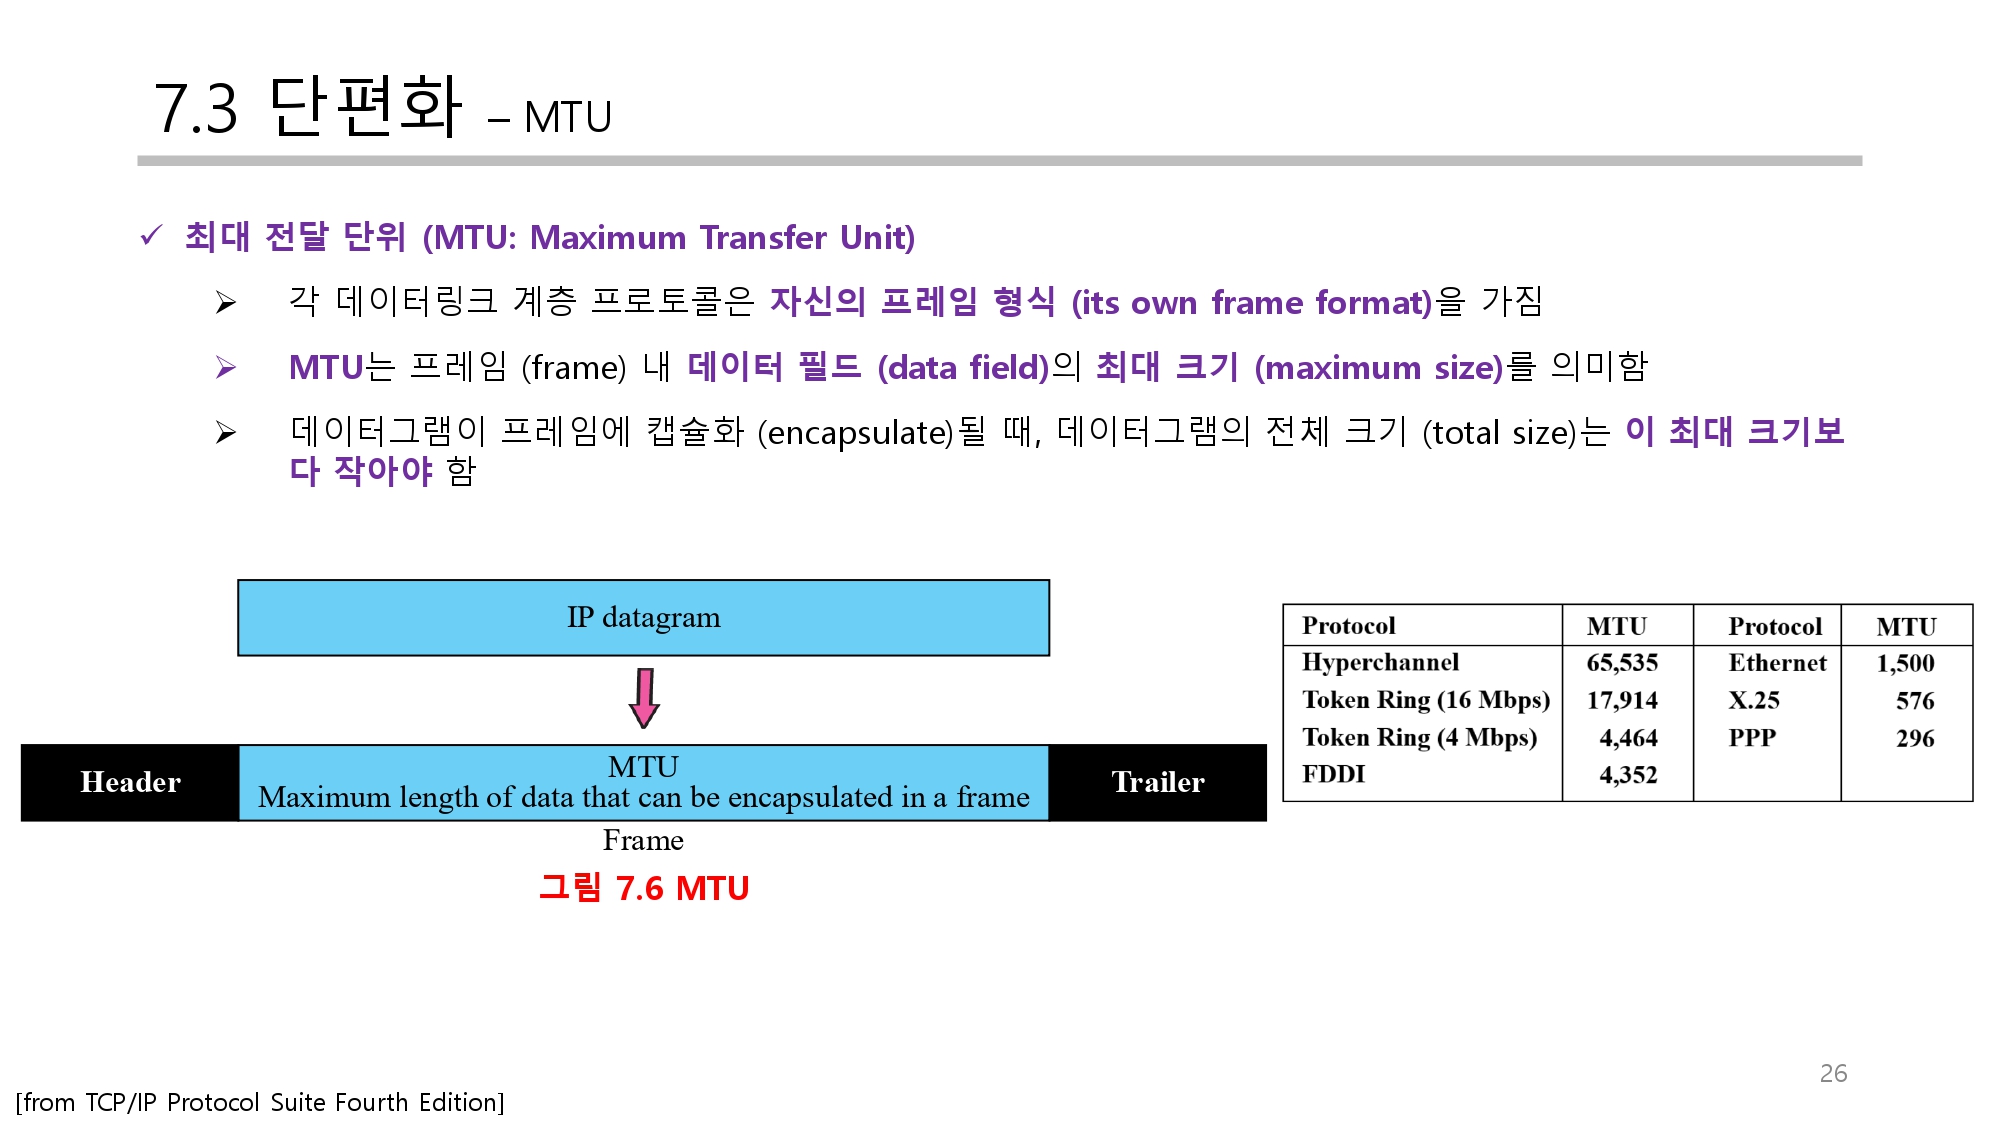 7.3 단편화 – MTU
✓ 최대 전달 단위 (MTU: Maximum Transfer Unit)
➢ 각 데이터링크 계층 프로토콜은 자신의 프레임 형식 (its own frame format)을 가짐
➢ MTU는 프레임 (frame) 내 데이터 필드 (data field)의 최대 크기 (maximum size)를 의미함
➢ 데이터그램이 프레임에 캡슐화 (encapsulate)될 때, 데이터그램의 전체 크기 (total size)는 이 최대 크기보
다 작아야 함
IP datagram
Header
MTU
Maximum length of data that can be encapsulated in a frame
Trailer
Frame
그림 7.6 MTU
Protocol MTU Protocol MTU
Hyperchannel 65,535 Ethernet 1,500
Token Ring (16 Mbps) 17,914 X.25 576
Token Ring (4 Mbps) 4,464 PPP 296
FDDI 4,352
26
[from TCP/IP Protocol Suite Fourth Edition]